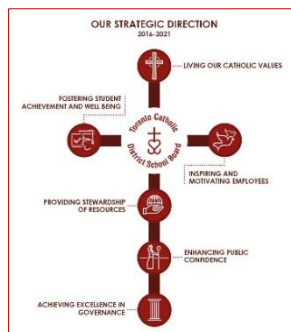 OUR STRATEGIC DIRECTION
2016-2021
LIVING OUR CATHOLIC VALUES
FOSTERING STUDENT
ACHIEVEMENT AND WELL BEING
Toronto Catholic
District School Board
INSPIRING AND
MOTIVATING EMPLOYEES
PROVIDING STEWARDSHIP
OF RESOURCES
ENHANCING PUBLIC
CONFIDENCE
ACHIEVING EXCELLENCE IN
GOVERNANCE